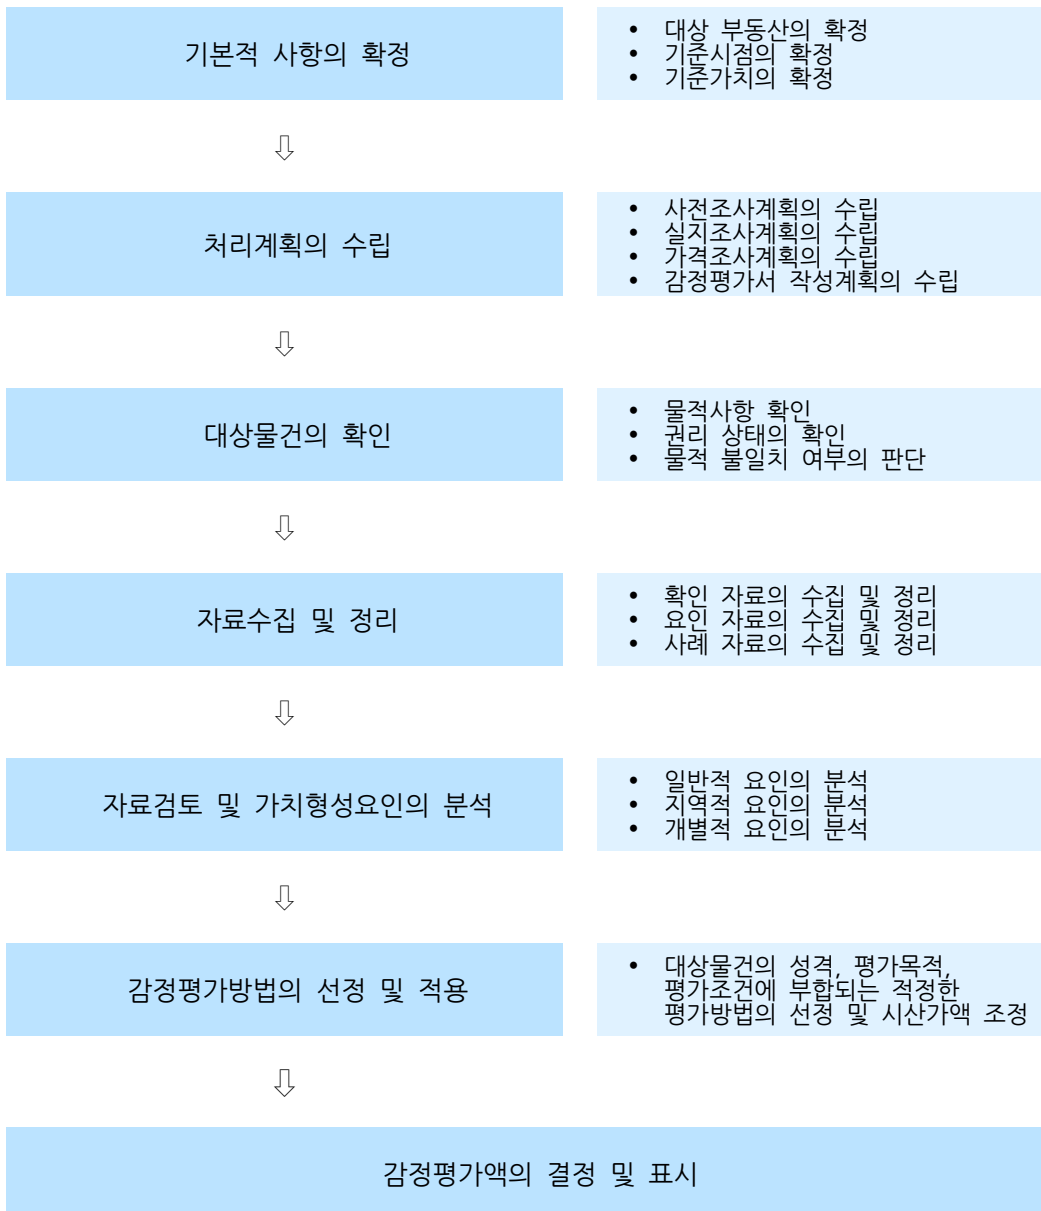 기본적 사항의 확정
• 대상 부동산의 확정
• 기준시점의 확정
• 기준가치의 확정
⇩
처리계획의 수립
• 사전조사계획의 수립
• 실지조사계획의 수립
• 가격조사계획의 수립
• 감정평가서 작성계획의 수립
⇩
대상물건의 확인
• 물적사항 확인
• 권리 상태의 확인
• 물적 불일치 여부의 판단
⇩
자료수집 및 정리
• 확인 자료의 수집 및 정리
• 요인 자료의 수집 및 정리
• 사례 자료의 수집 및 정리
⇩
자료검토 및 가치형성요인의 분석
• 일반적 요인의 분석
• 지역적 요인의 분석
• 개별적 요인의 분석
⇩
감정평가방법의 선정 및 적용
• 대상물건의 성격, 평가목적,
평가조건에 부합되는 적정한
평가방법의 선정 및 시산가액 조정
⇩
감정평가액의 결정 및 표시